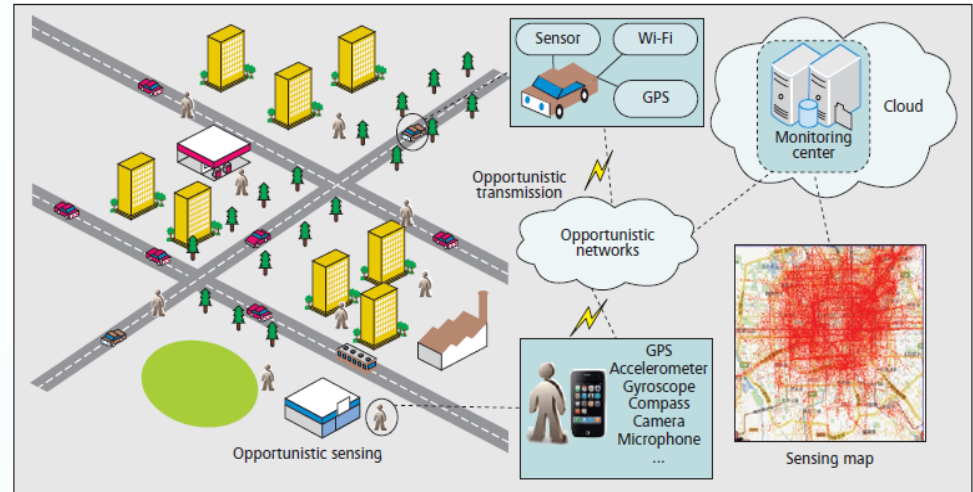 Sensor
Wi-Fi
GPS
Cloud
Monitoring
center
Opportunistic
transmission
Opportunistic
networks
GPS
Accelerometer
Gyroscope
Compass
Camera
Microphone
...
Opportunistic sensing
Sensing map